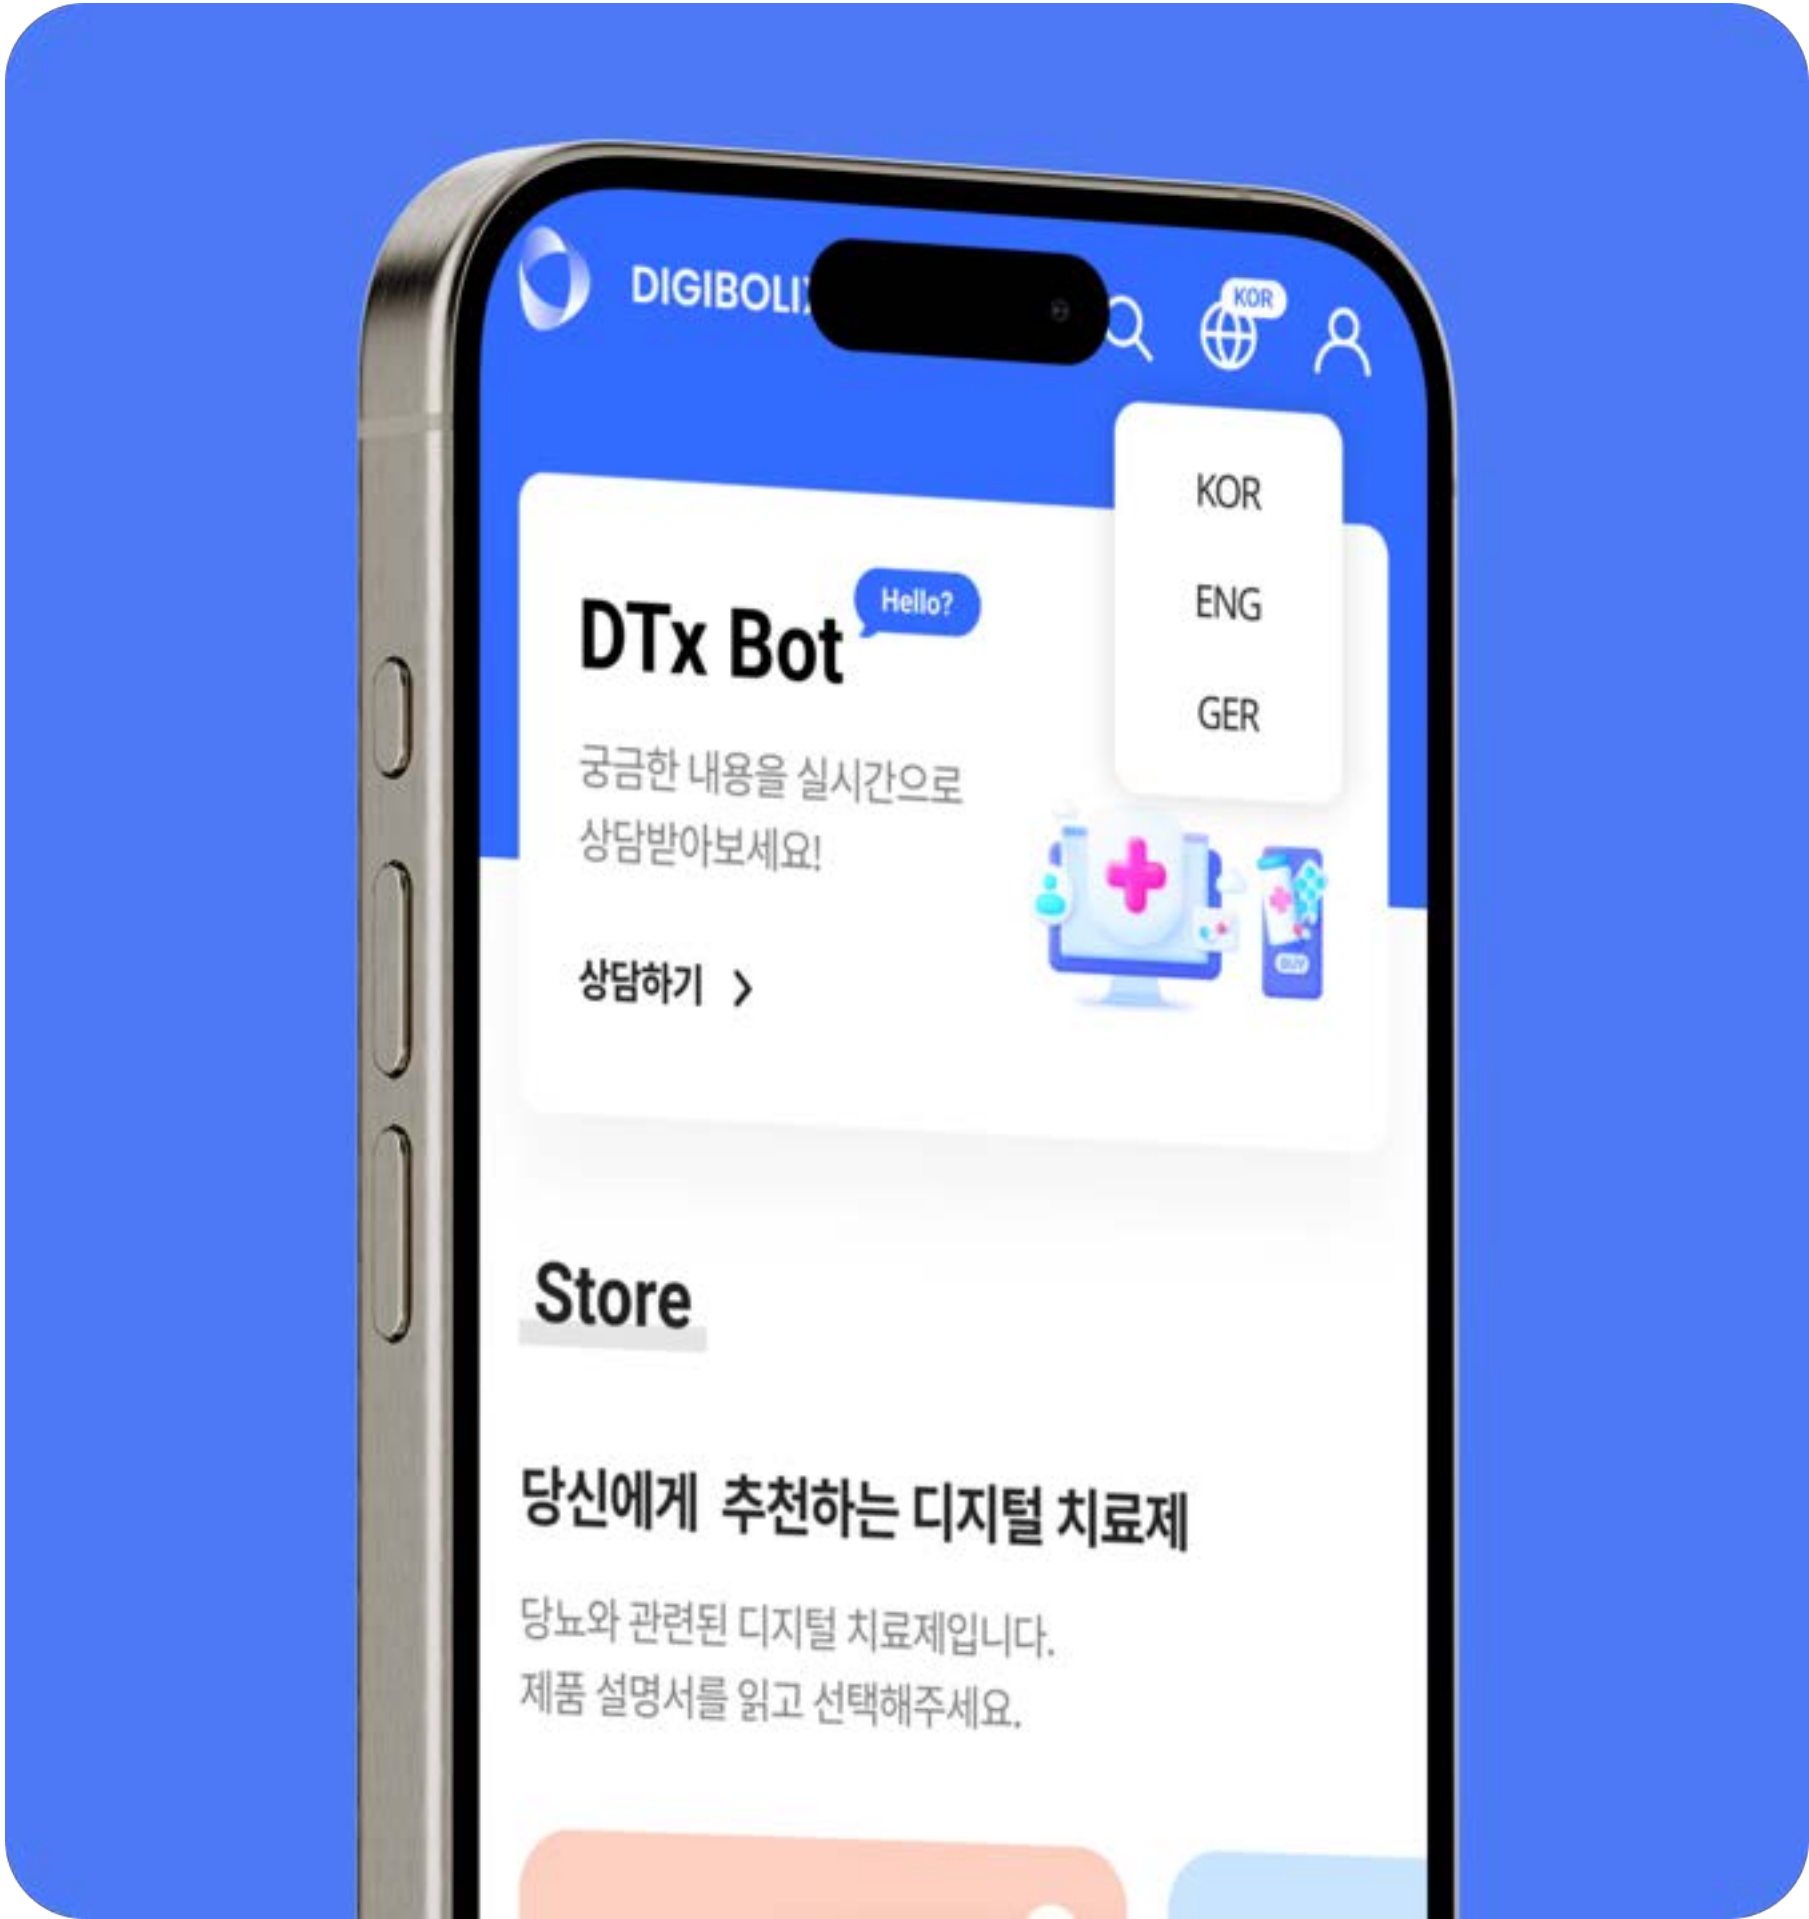 DIGIBOLIX
KOR
KOR
ENG
GER
DTx Bot
Hello?
궁금한 내용을 실시간으로
상담받아보세요!
상담하기
BUY
Store
당신에게 추천하는 디지털 치료제
당뇨와 관련된 디지털 치료제입니다.
제품 설명서를 읽고 선택해주세요.